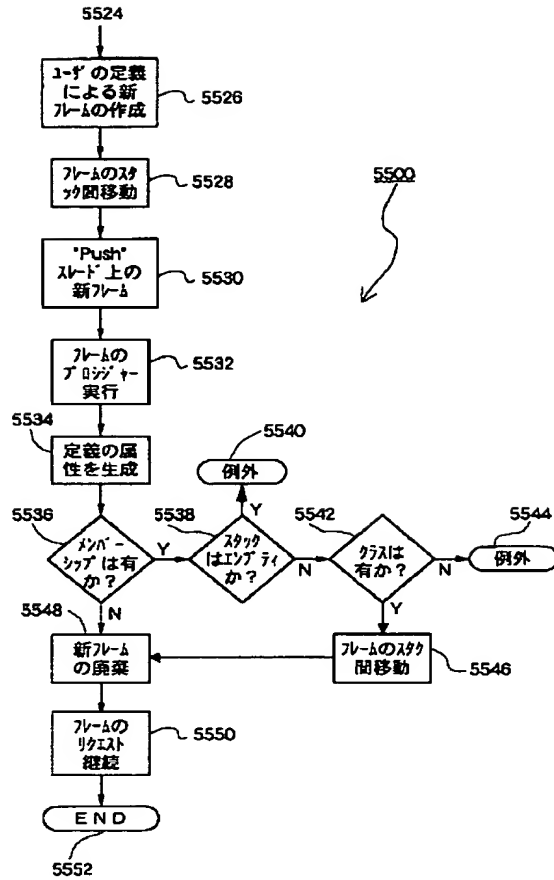 5524
ﾕｰｻﾞの定義
による新
ﾌﾚｰﾑの作成
5526
ﾌﾚｰﾑのｽﾀ
ｯｸ間移動
5528
5500
"Push"
ｽﾚｰﾄﾞ上の
新ﾌﾚｰﾑ
5530
ﾌﾚｰﾑの
ﾌﾟﾛｼｼﾞｬｰ
実行
5532
5534
定義の属
性を生成
5540
例外
5536
ﾒﾝﾊﾞｰ
ｼｯﾌﾟは有
か？
Y
N
5538
ｽﾀｯｸ
はｴﾝﾌﾟﾃｨ
か？
Y
N
5542
ｸﾗｽは
有か？
N
Y
5544
例外
5548
新ﾌﾚｰﾑ
の廃棄
ﾌﾚｰﾑのｽﾀｸ
間移動
5546
ﾌﾚｰﾑの
ﾘｸｴｽﾄ
継続
5550
END
5552